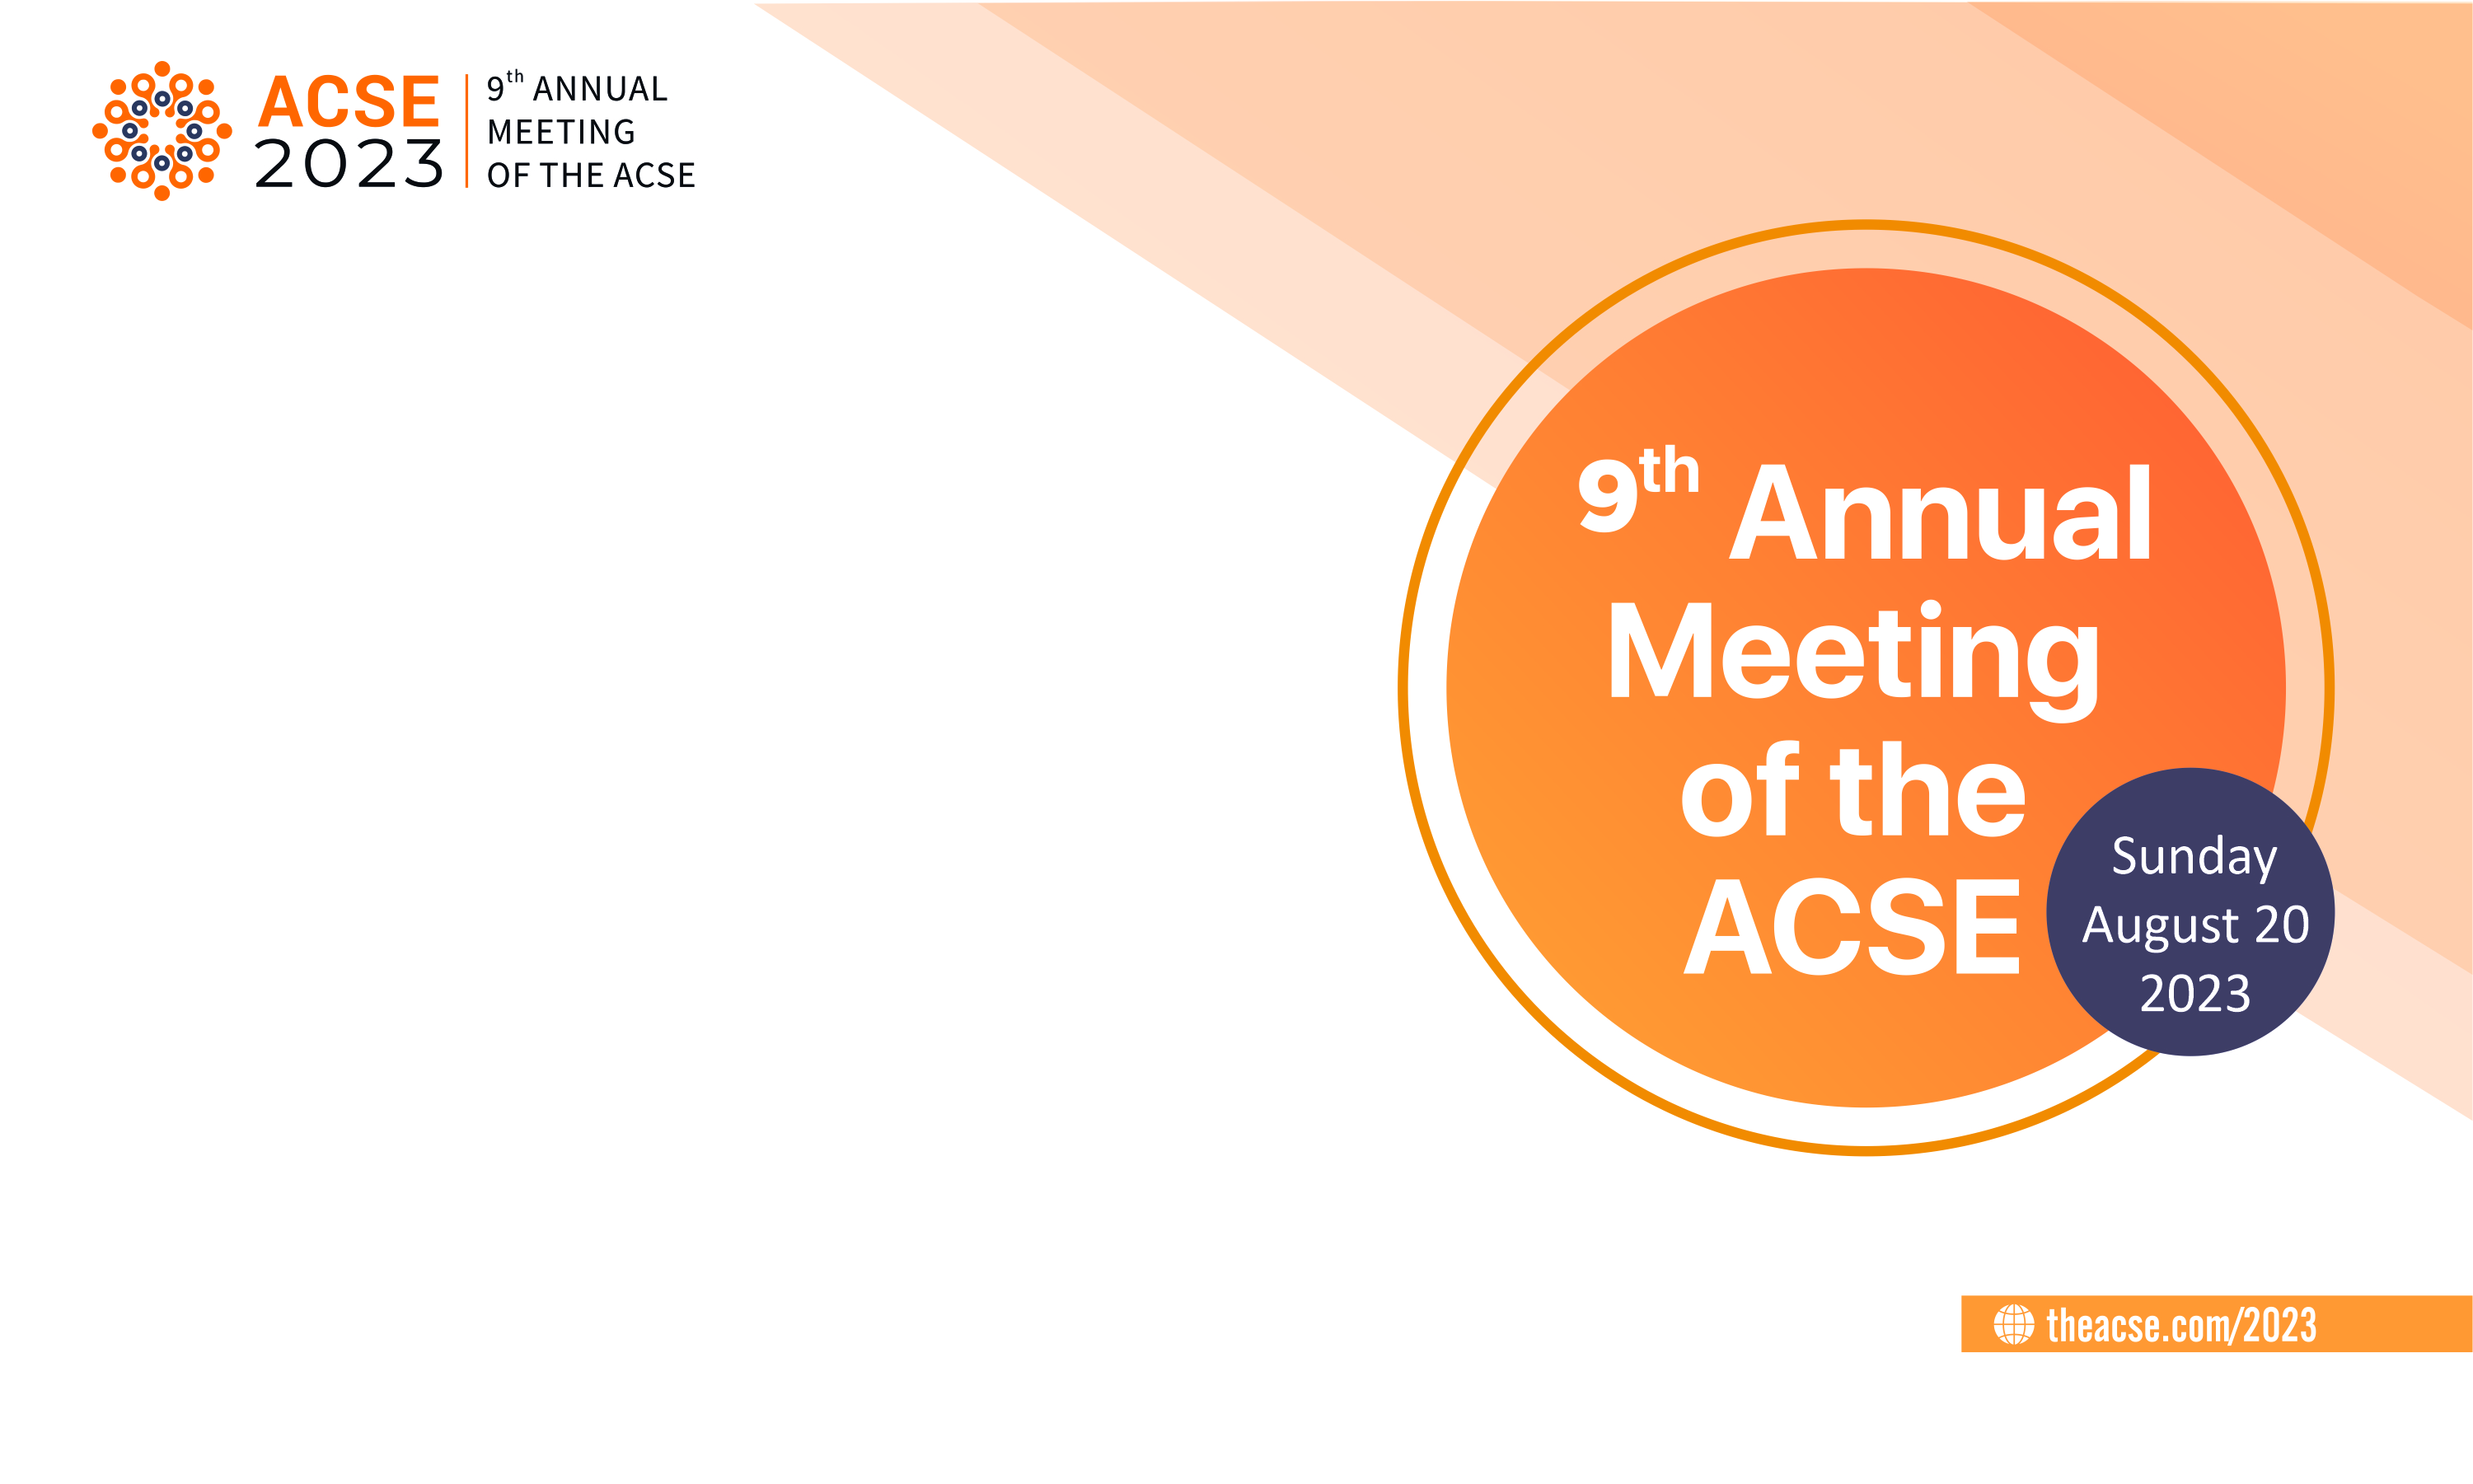 ACSE
2023
9th ANNUAL
MEETING
OF THE ACSE
9th Annual
Meeting
of the
ACSE
Sunday
August 20
2023
theacse.com/2023